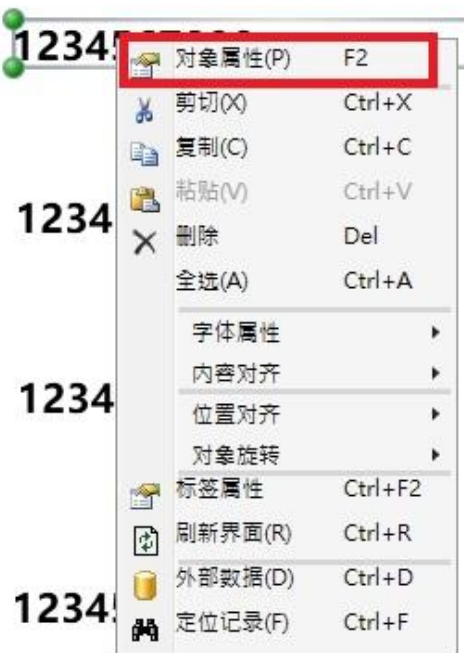 1234567890
对象属性(P) F2
剪切(X) Ctrl+X
复制(C) Ctrl+C
粘贴(V) Ctrl+V
1234
删除 Del
全选(A) Ctrl+A
字体属性
内容对齐
1234
位置对齐
对象旋转
标签属性 Ctrl+F2
刷新界面(R) Ctrl+R
外部数据(D) Ctrl+D
12345
定位记录(F) Ctrl+F